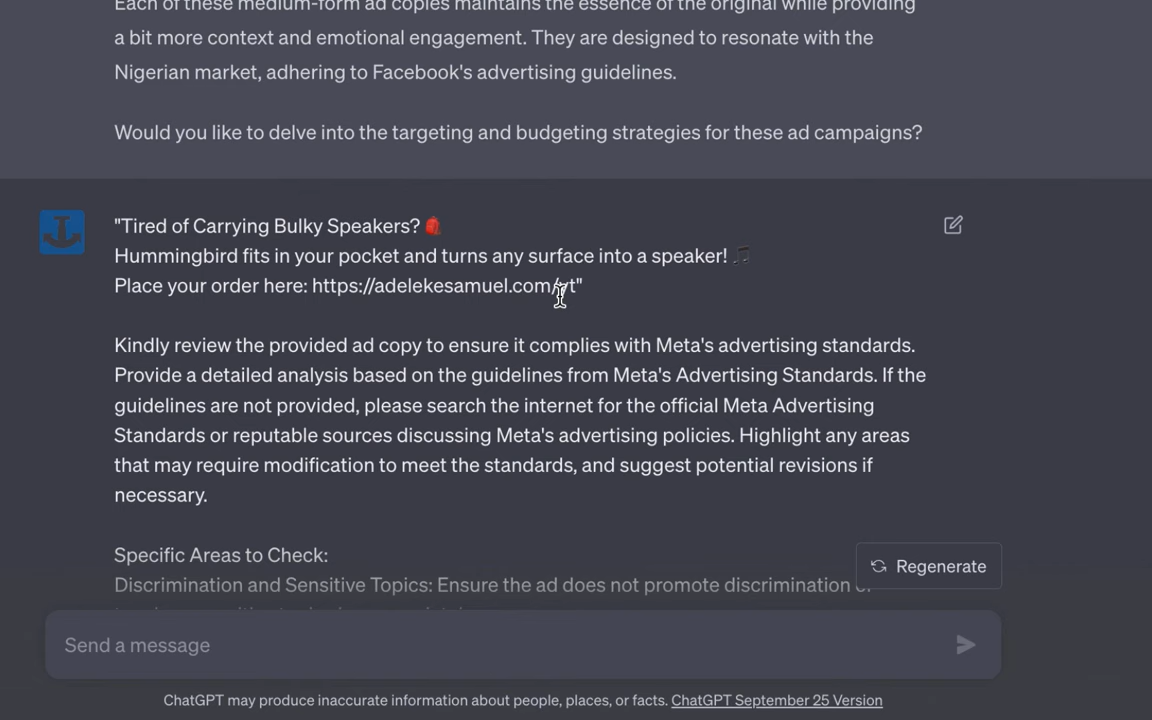 Each of these medium-form ad copies maintains the essence of the original while providing
a bit more context and emotional engagement. They are designed to resonate with the
Nigerian market, adhering to Facebook's advertising guidelines.
Would you like to delve into the targeting and budgeting strategies for these ad campaigns?
"Tired of Carrying Bulky Speakers?🎒
Hummingbird fits in your pocket and turns any surface into a speaker! 🎵
Place your order here: https://adelekesamuel.com/
Kindly review the provided ad copy to ensure it complies with Meta's advertising standards.
Provide a detailed analysis based on the guidelines from Meta's Advertising Standards. If the
guidelines are not provided, please search the internet for the official Meta Advertising
Standards or reputable sources discussing Meta's advertising policies. Highlight any areas
that may require modification to meet the standards, and suggest potential revisions if
necessary.
Specific Areas to Check:
Discrimination and Sensitive Topics: Ensure the ad does not promote discrimination
Regenerate
Send a message
ChatGPT may produce inaccurate information about people, places, or facts. ChatGPT September 25 Version